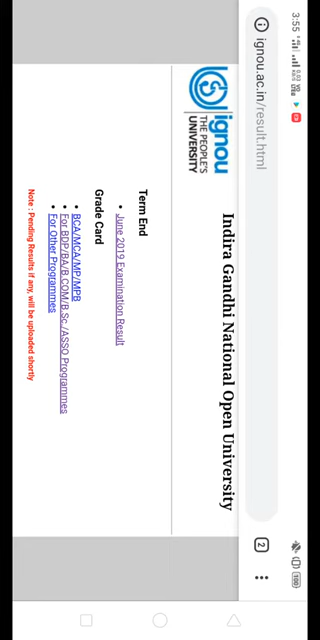 3:55
ignou.ac.in/result.html
2
100
ignou
THE PEOPLE'S
UNIVERSITY
Indira Gandhi National Open University
Term End
• June 2019 Examination Result
Grade Card
• BCA/MCA/MP/MPB
• For BDP/BA/B.COM/B.Sc./ASSO Programmes
• For Other Programmes
Note : Pending Results if any, will be uploaded shortly